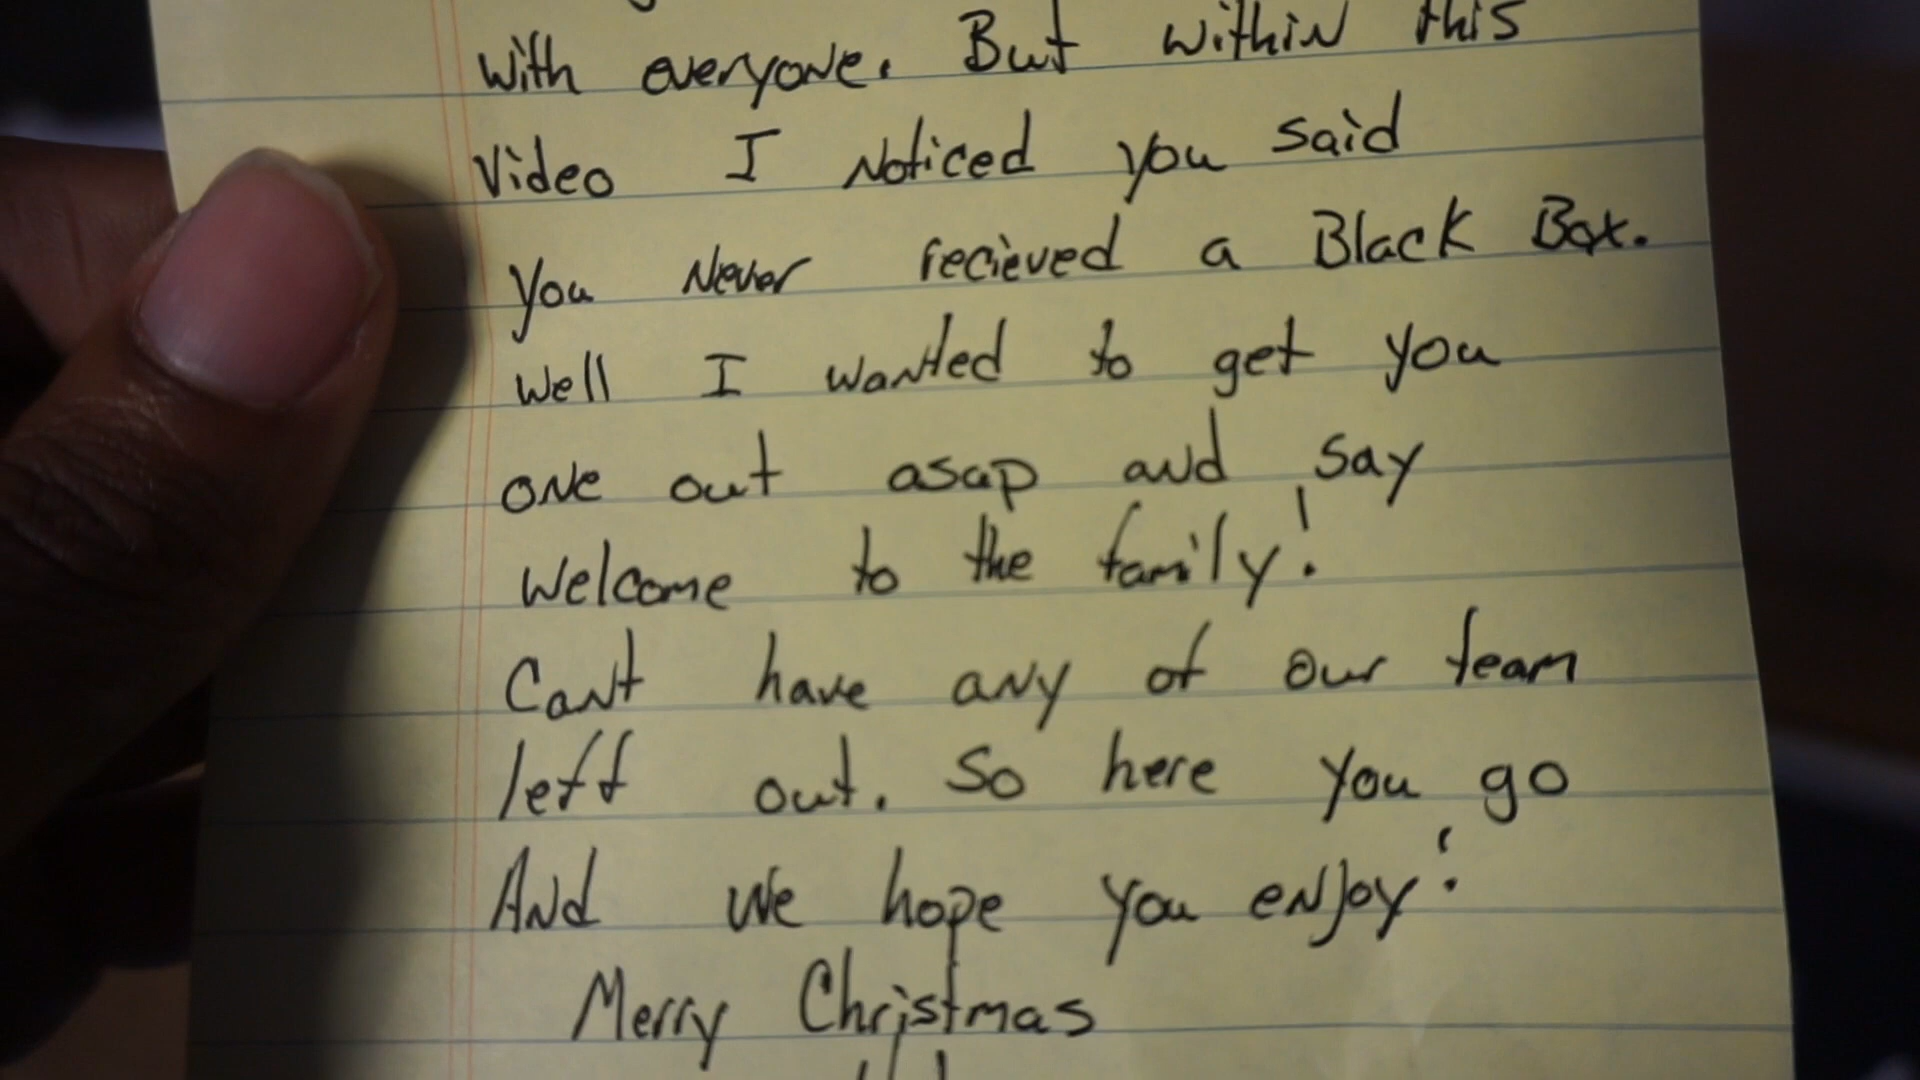 with everyone. But within this
Video I Noticed you said
You Never recieved a Black Box.
Well I wanted to get you
one out asap and say
Welcome to the family!
Cant have any of our team
left out. So here you go
And we hope you enjoy!
Merry Christmas